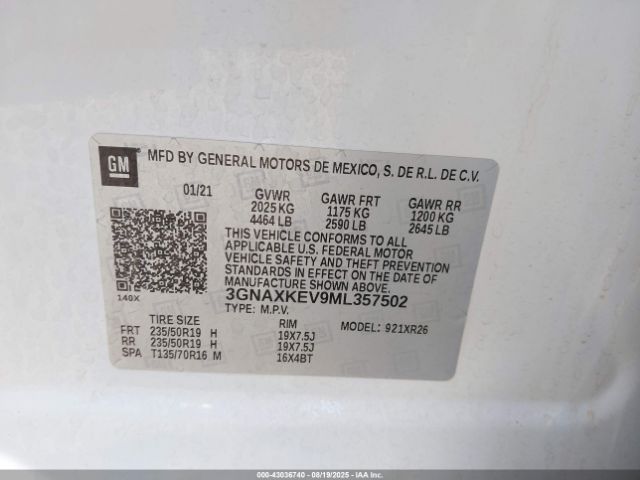 GM
MFD BY GENERAL MOTORS DE MEXICO, S. DE R.L. DE C.V.
01/21 GVWR GAWR FRT GAWR RR
2025 KG 1175 KG 1200 KG
4464 LB 2590 LB 2645 LB
THIS VEHICLE CONFORMS TO ALL
APPLICABLE U.S. FEDERAL MOTOR
VEHICLE SAFETY AND THEFT PREVENTION
STANDARDS IN EFFECT ON THE DATE OF
MANUFACTURE SHOWN ABOVE.
140X 3GNAXKEV9ML357502
TYPE: M.P.V.
TIRE SIZE RIM MODEL: 921XR26
FRT 235/50R19 H 19X7.5J
RR 235/50R19 H 19X7.5J
SPA T135/70R16 M 16X4BT
000-43036740 - 08/19/2025 - IAAI.COM